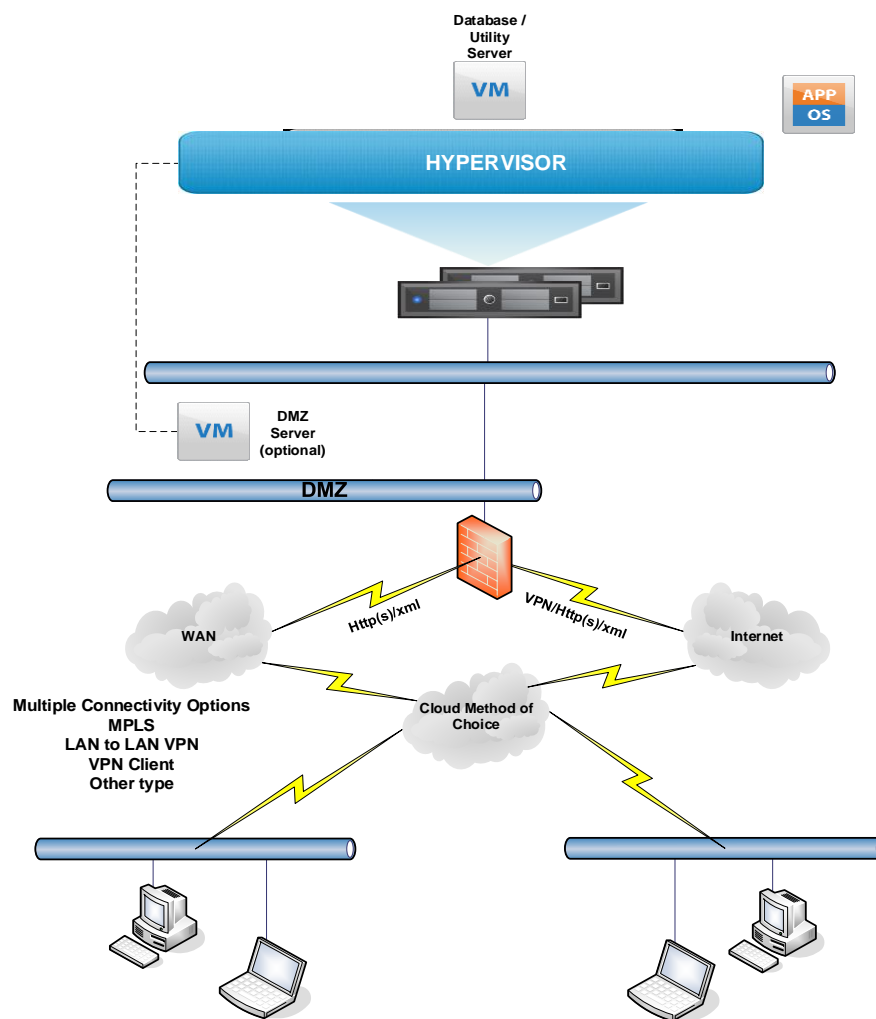 Database /
Utility
Server
VM
APP
OS
HYPERVISOR
VM
DMZ
Server
(optional)
DMZ
Http(s)/xml
VPN/Http(s)/xml
WAN
Internet
Cloud Method of
Choice
Multiple Connectivity Options
MPLS
LAN to LAN VPN
VPN Client
Other type